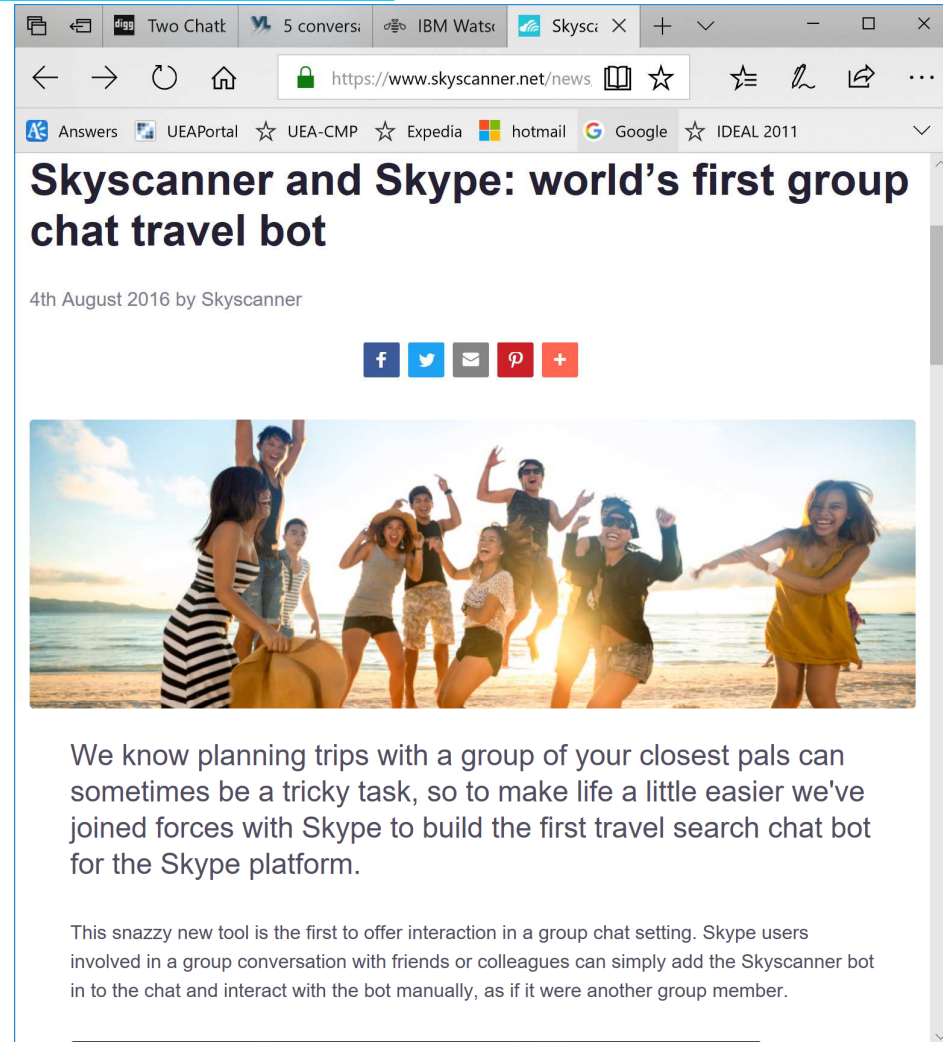 digg Two Chatb YL 5 convers IBM Wats Skysca
https://www.skyscanner.net/news
Answers UEAPortal UEA-CMP Expedia hotmail G Google IDEAL 2011
Skyscanner and Skype: world’s first group
chat travel bot
4th August 2016 by Skyscanner
f
We know planning trips with a group of your closest pals can
sometimes be a tricky task, so to make life a little easier we've
joined forces with Skype to build the first travel search chat bot
for the Skype platform.
This snazzy new tool is the first to offer interaction in a group chat setting. Skype users
involved in a group conversation with friends or colleagues can simply add the Skyscanner bot
in to the chat and interact with the bot manually, as if it were another group member.